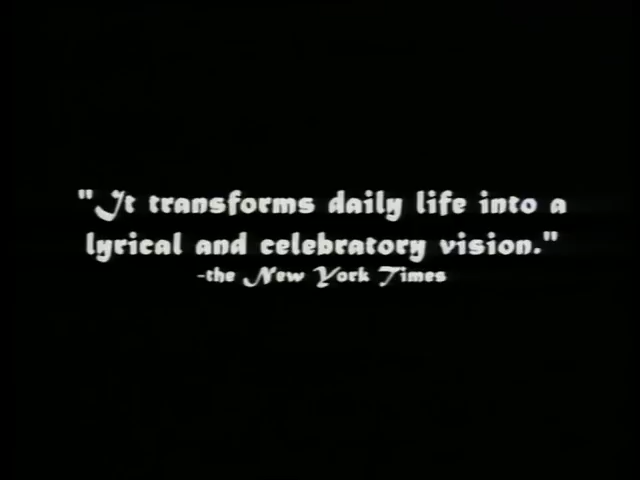 "It transforms daily life into a
lyrical and celebratory vision."
-the New York Times